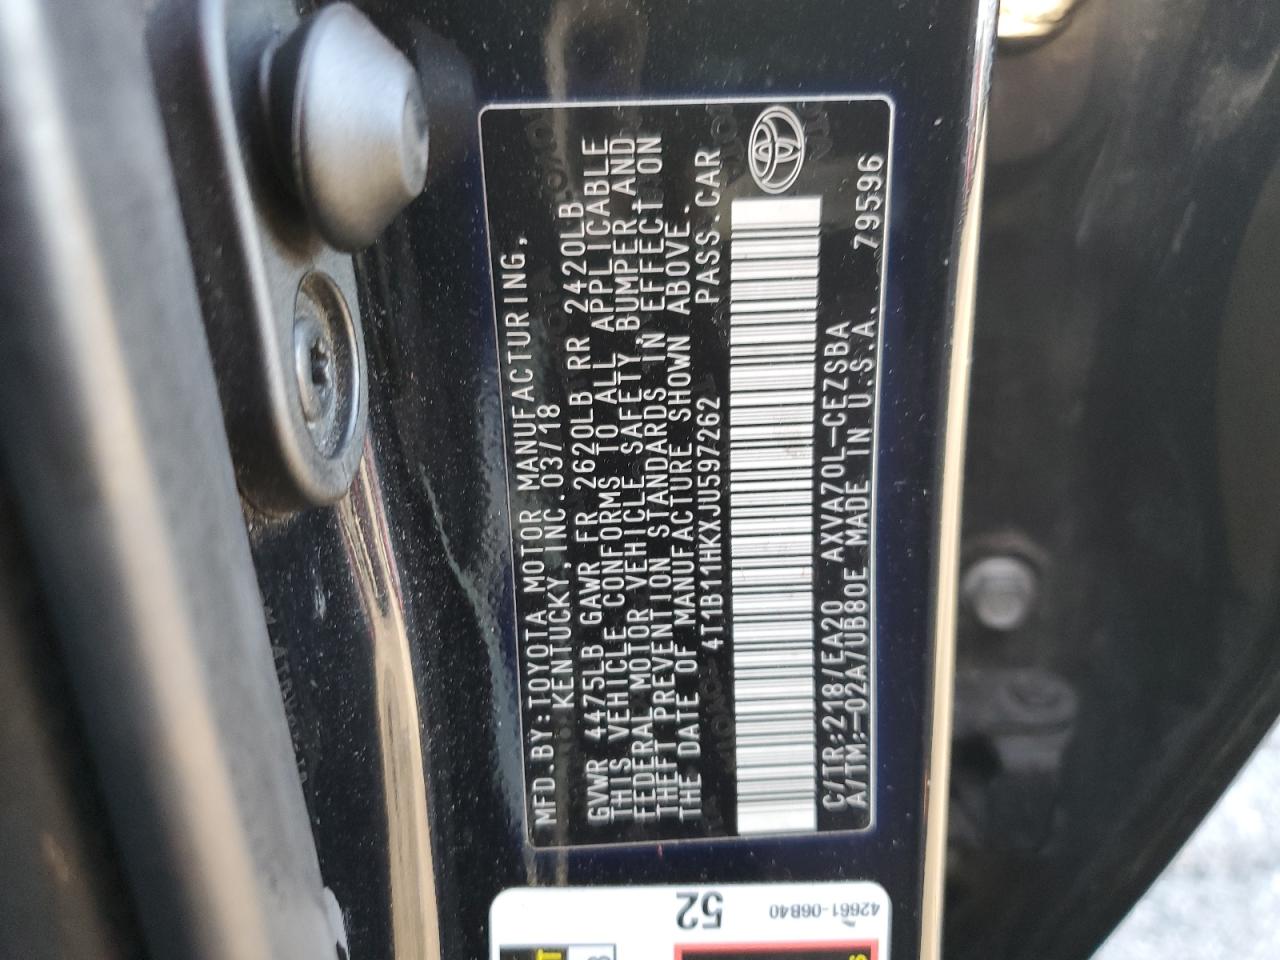 MFD.BY:TOYOTA MOTOR MANUFACTURING,
KENTUCKY,INC. 03/18
GVWR 4475LB GAWR FR 2620LB RR 2420LB
THIS VEHICLE CONFORMS TO ALL APPLICABLE
FEDERAL MOTOR VEHICLE SAFETY,BUMPER,AND
THEFT PREVENTION STANDARDS IN EFFECT ON
THE DATE OF MANUFACTURE SHOWN ABOVE.
4T1B11HKXJU597262 PASS.CAR
C/TR:218/EA20 AXVA70L-CEZSBA
A/TM:-02A/UB80E MADE IN U.S.A. 79596
52
42661-06B40